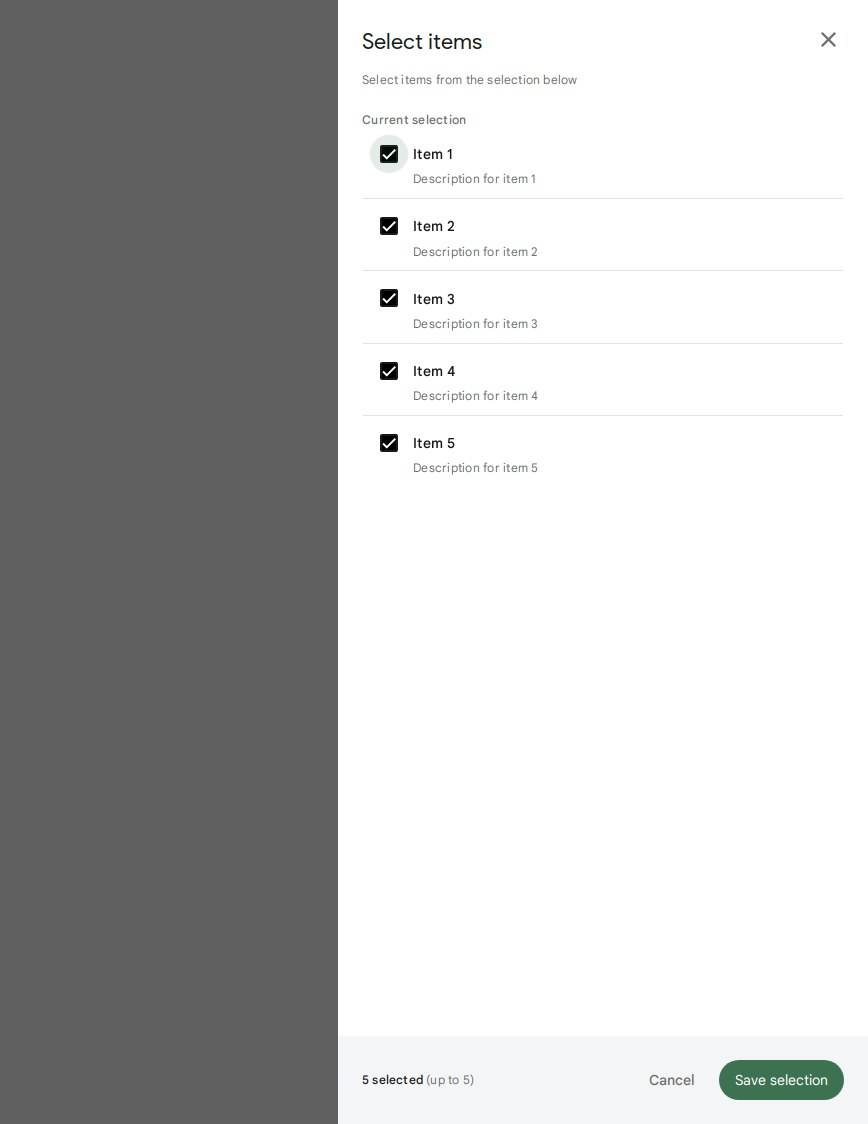 Select items
Select items from the selection below
Current selection
Item 1
Description for item 1
Item 2
Description for item 2
Item 3
Description for item 3
Item 4
Description for item 4
Item 5
Description for item 5
5 selected (up to 5)
Cancel
Save selection